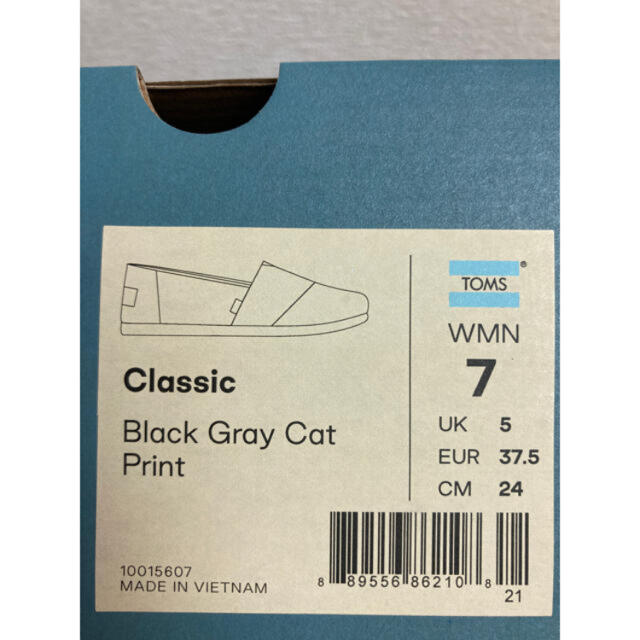 Classic
Black Gray Cat
Print
10015607
MADE IN VIETNAM
TOMS®
WMN
7
UK 5
EUR 37.5
CM 24
8 89556 86210 8
21